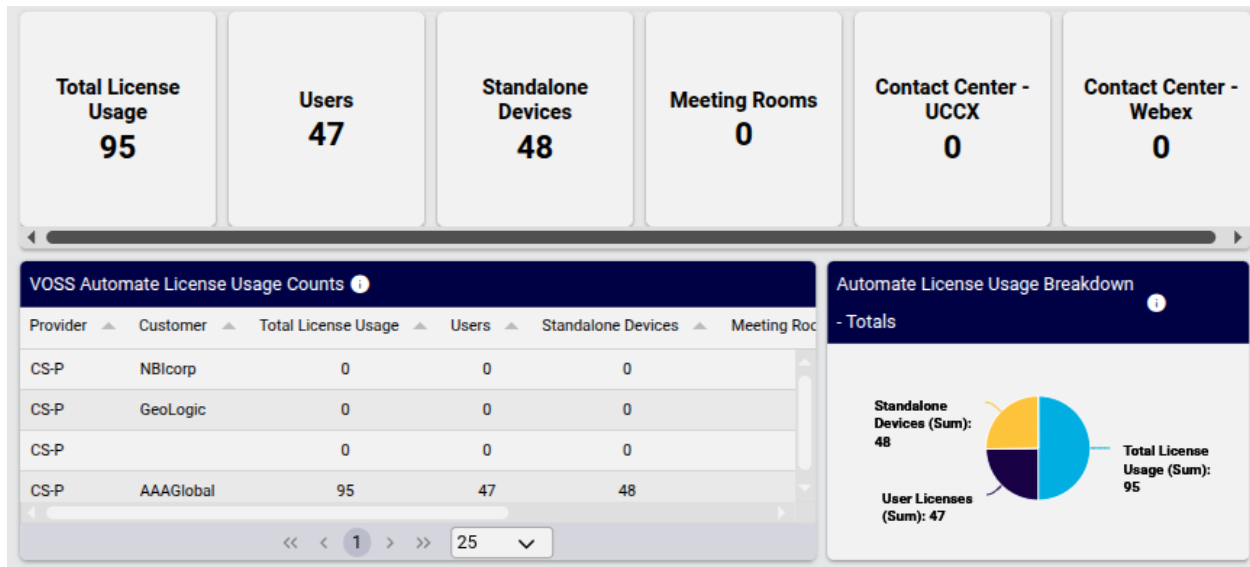 Total License
Usage
95
Users
47
Standalone
Devices
48
Meeting Rooms
0
Contact Center -
UCCX
0
Contact Center -
Webex
0
VOSS Automate License Usage Counts
Provider Customer Total License Usage Users Standalone Devices Meeting Roo
CS-P NBIcorp 0 0 0
CS-P GeoLogic 0 0 0
CS-P 0 0 0
CS-P AAAGlobal 95 47 48
<< < 1 > >> 25
Automate License Usage Breakdown
- Totals
Standalone
Devices (Sum):
48
Total License
Usage (Sum):
95
User Licenses
(Sum): 47